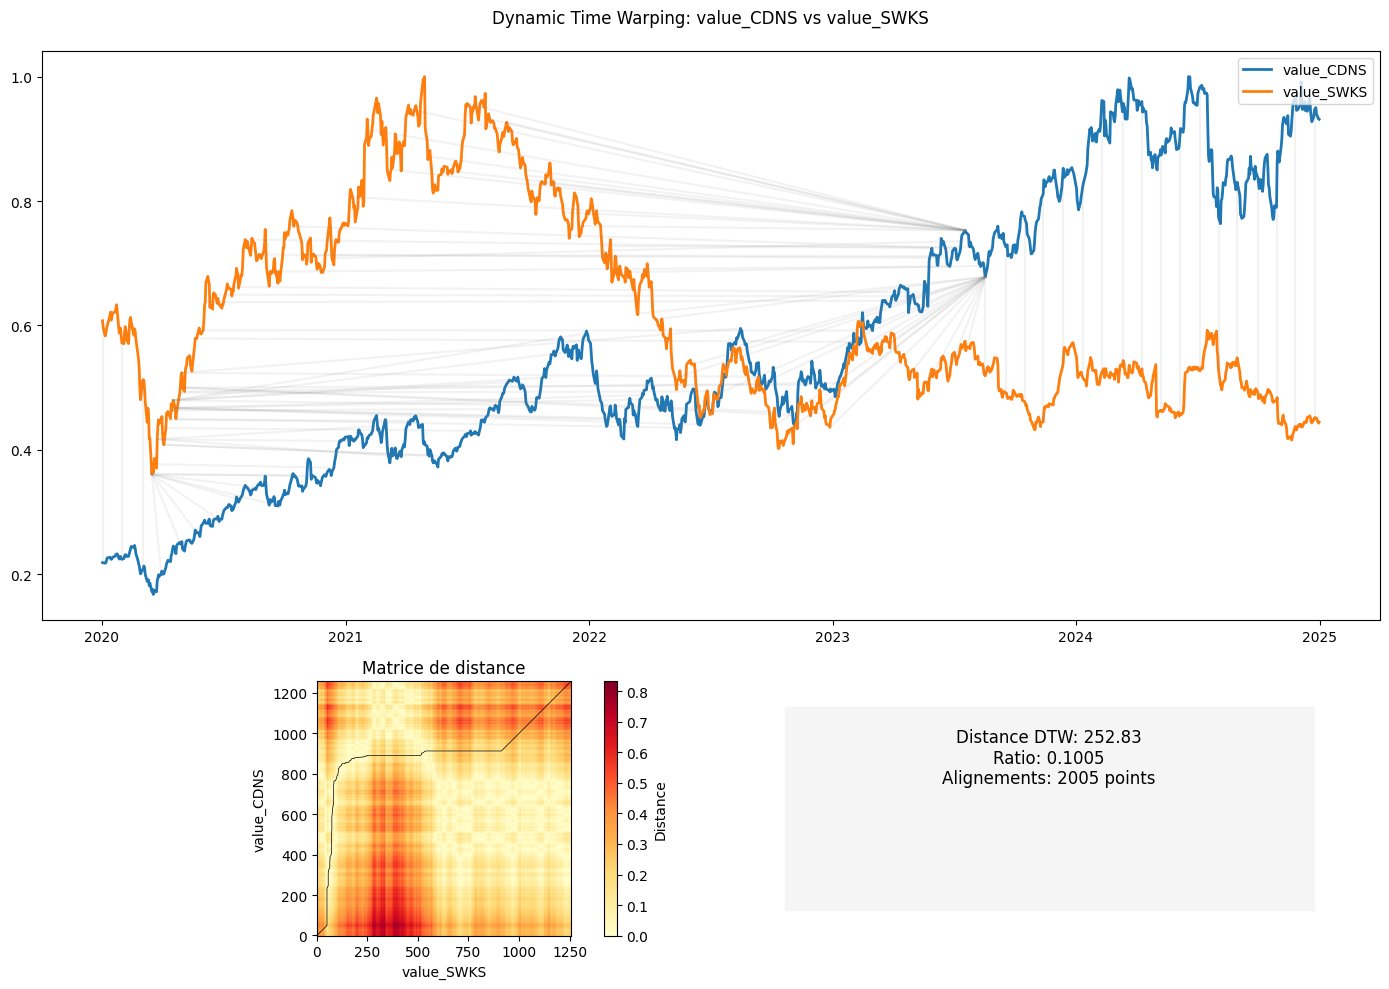 Dynamic Time Warping: value_CDNS vs value_SWKS
value_CDNS
value_SWKS
1.0
0.8
0.6
0.4
0.2
2020 2021 2022 2023 2024 2025
Matrice de distance
value_CDNS
1200
1000
800
600
400
200
0
0 250 500 750 1000 1250
value_SWKS
0.8
0.7
0.6
0.5
0.4
0.3
0.2
0.1
0.0
Distance
Distance DTW: 252.83
Ratio: 0.1005
Alignements: 2005 points